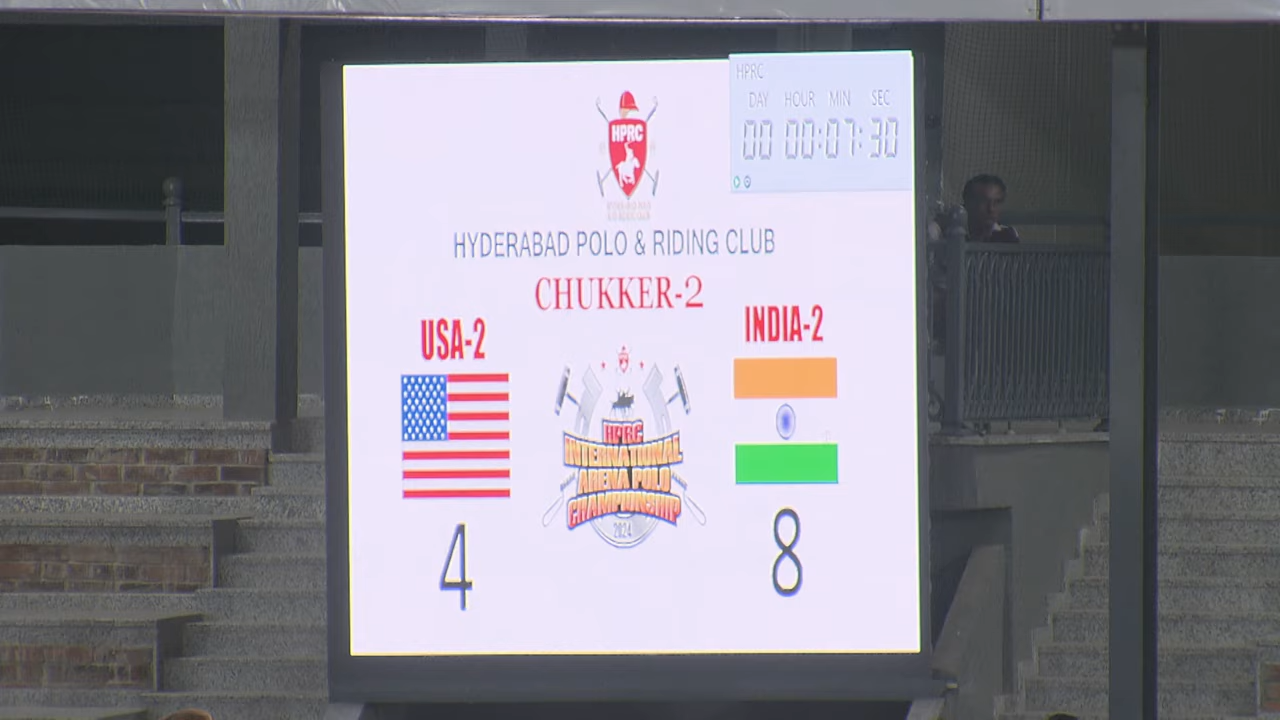 HPRC
DAY HOUR MIN SEC
00 00:07:30
HPRC
HYDERABAD POLO & RIDING CLUB
CHUKKER-2
USA-2
INDIA-2
HPRC
INTERNATIONAL
ARENA POLO
CHAMPIONSHIP
2024
4
8